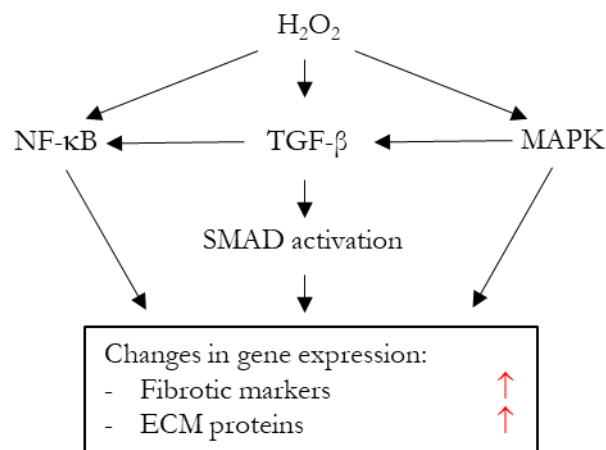 H₂O₂
NF-κB TGF-β MAPK
SMAD activation
Changes in gene expression:
- Fibrotic markers ↑
- ECM proteins ↑